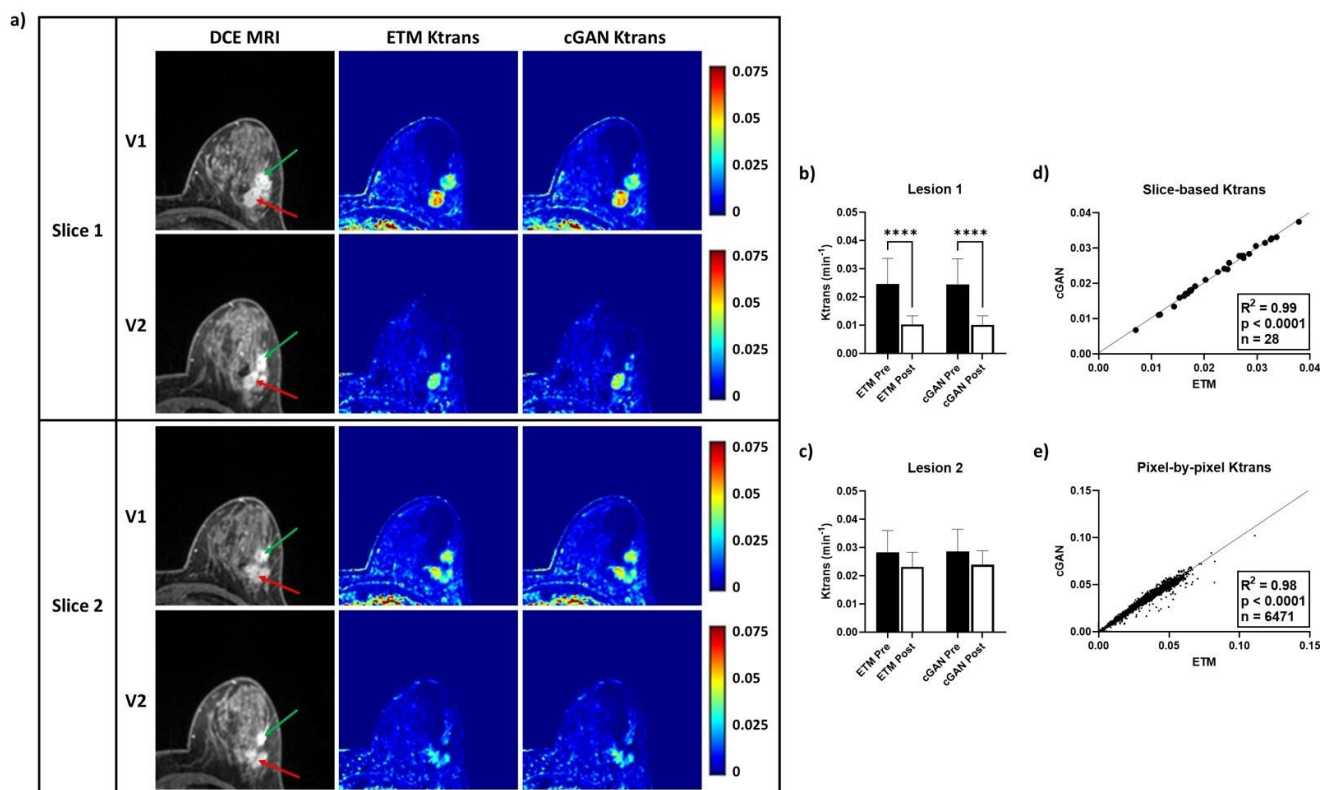 a)
DCE MRI
ETM Ktrans
cGAN Ktrans
Slice 1
V1
0.075
0.05
0.025
0
V2
0.075
0.05
0.025
0
Slice 2
V1
0.075
0.05
0.025
0
V2
0.075
0.05
0.025
0
b)
Lesion 1
Ktrans (min⁻¹)
0.05
0.04
0.03
0.02
0.01
0.00
****
****
ETM Pre
ETM Post
cGAN Pre
cGAN Post
c)
Lesion 2
Ktrans (min⁻¹)
0.05
0.04
0.03
0.02
0.01
0.00
ETM Pre
ETM Post
cGAN Pre
cGAN Post
d)
Slice-based Ktrans
cGAN
0.04
0.03
0.02
0.01
0.00
R² = 0.99
p < 0.0001
n = 28
0.00 0.01 0.02 0.03 0.04
ETM
e)
Pixel-by-pixel Ktrans
cGAN
0.15
0.10
0.05
0.00
R² = 0.98
p < 0.0001
n = 6471
0.00 0.05 0.10 0.15
ETM